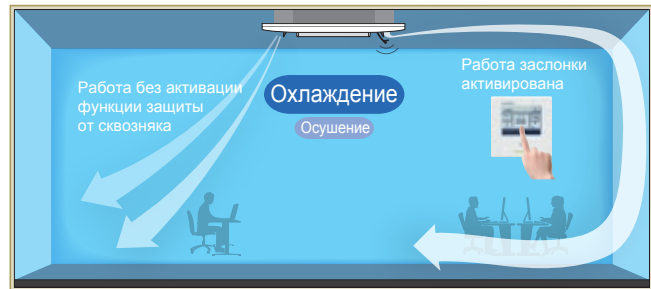 Работа без активации
функции защиты
от сквозняка
Охлаждение
Осушение
Работа заслонки
активирована